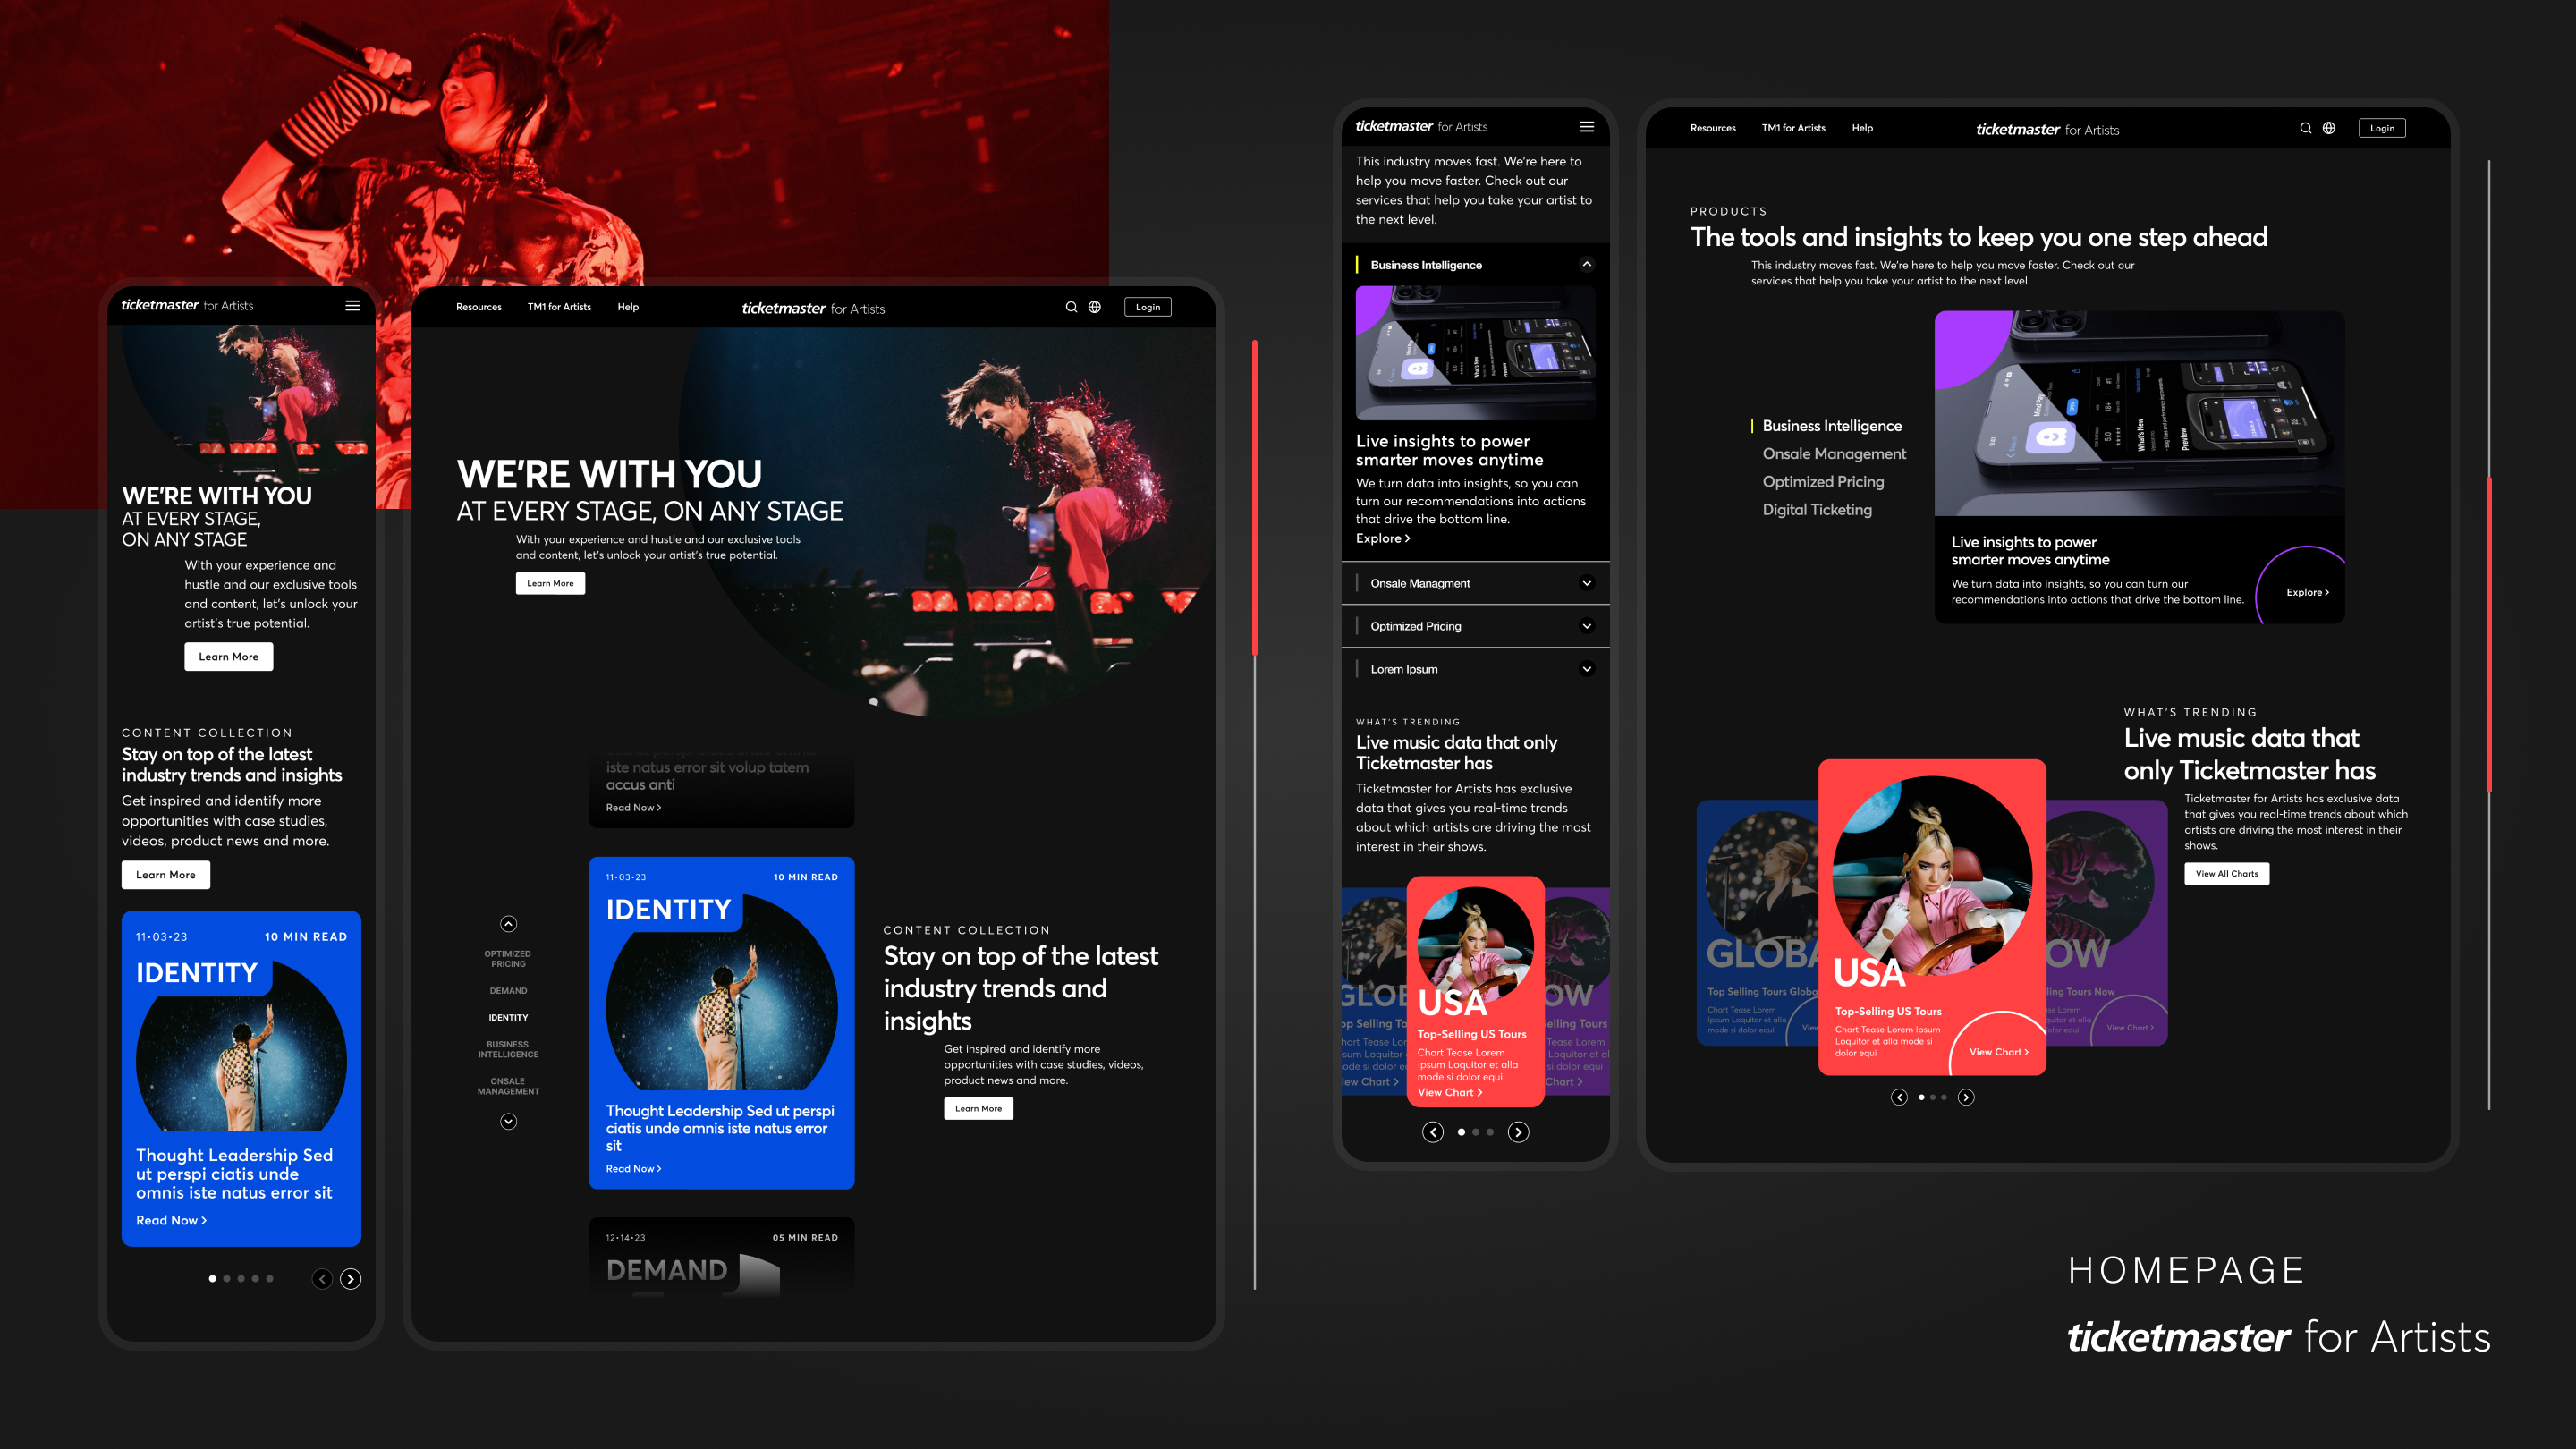 ticketmaster for Artists
WE'RE WITH YOU
AT EVERY STAGE,
ON ANY STAGE
With your experience and
hustle and our exclusive tools
and content, let's unlock your
artist's true potential.
Learn More
CONTENT COLLECTION
Stay on top of the latest
industry trends and insights
Get inspired and identify more
opportunities with case studies,
videos, product news and more.
Learn More
11•03•23 10 MIN READ
IDENTITY
Thought Leadership Sed
ut perspi ciatis unde
omnis iste natus error sit
Read Now >
Resources TM1 for Artists Help ticketmaster for Artists Login
WE'RE WITH YOU
AT EVERY STAGE, ON ANY STAGE
With your experience and hustle and our exclusive tools
and content, let's unlock your artist's true potential.
Learn More
iste natus error sit volup tatem
accus anti
Read Now >
OPTIMIZED
PRICING
DEMAND
IDENTITY
BUSINESS
INTELLIGENCE
ONSALE
MANAGEMENT
11•03•23 10 MIN READ
IDENTITY
Thought Leadership Sed ut perspi
ciatis unde omnis iste natus error
sit
Read Now >
12•14•23 05 MIN READ
DEMAND
CONTENT COLLECTION
Stay on top of the latest
industry trends and
insights
Get inspired and identify more
opportunities with case studies, videos,
product news and more.
Learn More
ticketmaster for Artists
This industry moves fast. We're here to
help you move faster. Check out our
services that help you take your artist to
the next level.
Business Intelligence
Live insights to power
smarter moves anytime
We turn data into insights, so you can
turn our recommendations into actions
that drive the bottom line.
Explore >
Onsale Managment
Optimized Pricing
Lorem Ipsum
WHAT'S TRENDING
Live music data that only
Ticketmaster has
Ticketmaster for Artists has exclusive
data that gives you real-time trends
about which artists are driving the most
interest in their shows.
USA
Top-Selling US Tours
Chart Tease Lorem
Ipsum Loquitor et alla
mode si dolor equi
View Chart >
Resources TM1 for Artists Help ticketmaster for Artists Login
PRODUCTS
The tools and insights to keep you one step ahead
This industry moves fast. We're here to help you move faster. Check out our
services that help you take your artist to the next level.
Business Intelligence
Onsale Management
Optimized Pricing
Digital Ticketing
What's New
Preview
Live insights to power
smarter moves anytime
We turn data into insights, so you can turn our
recommendations into actions that drive the bottom line.
Explore >
WHAT'S TRENDING
Live music data that
only Ticketmaster has
Ticketmaster for Artists has exclusive data
that gives you real-time trends about which
artists are driving the most interest in their
shows.
View All Charts
GLOBA
Top Selling Tours Globa
Chart Tease Lorem
Ipsum Loquitor et alla
mode si dolor equi
View
USA
Top-Selling US Tours
Chart Tease Lorem Ipsum
Loquitor et alla mode si
dolor equi
View Chart >
OW
ling Tours Now
View Chart >
HOMEPAGE
ticketmaster for Artists